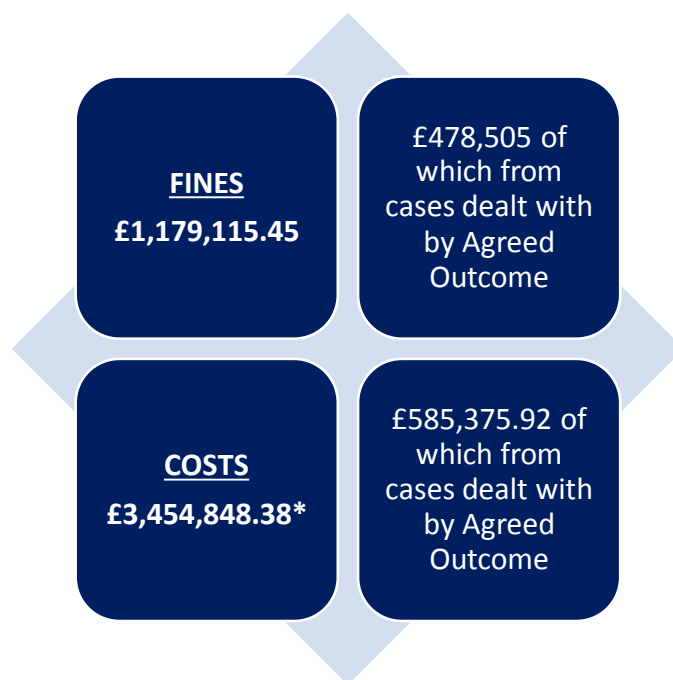 FINES
£1,179,115.45
£478,505 of
which from
cases dealt with
by Agreed
Outcome
COSTS
£3,454,848.38*
£585,375.92 of
which from
cases dealt with
by Agreed
Outcome